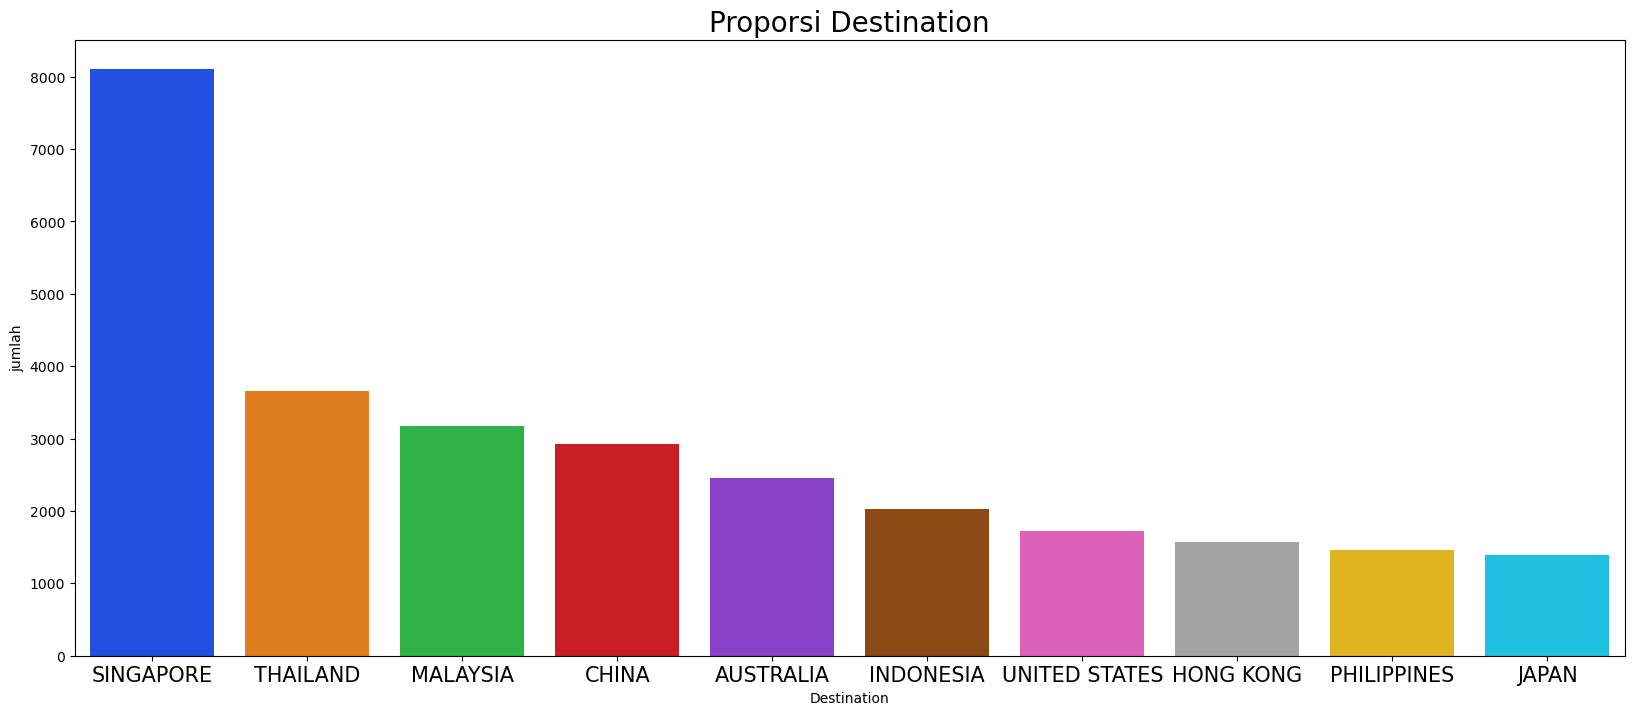 Proporsi Destination
jumlah
8000
7000
6000
5000
4000
3000
2000
1000
0
SINGAPORE THAILAND MALAYSIA CHINA AUSTRALIA INDONESIA UNITED STATES HONG KONG PHILIPPINES JAPAN
Destination